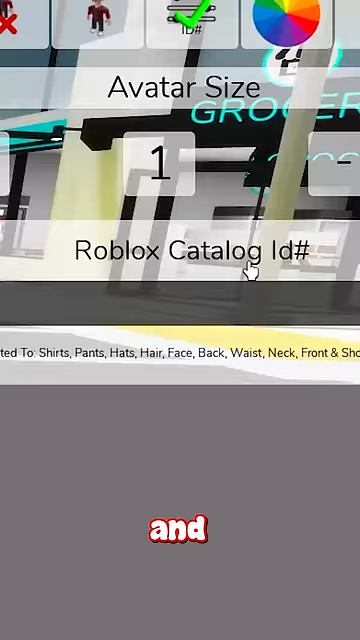 ID#
Avatar Size
GROCER
1
-
Roblox Catalog Id#
ted To: Shirts, Pants, Hats, Hair, Face, Back, Waist, Neck, Front & Sho
and